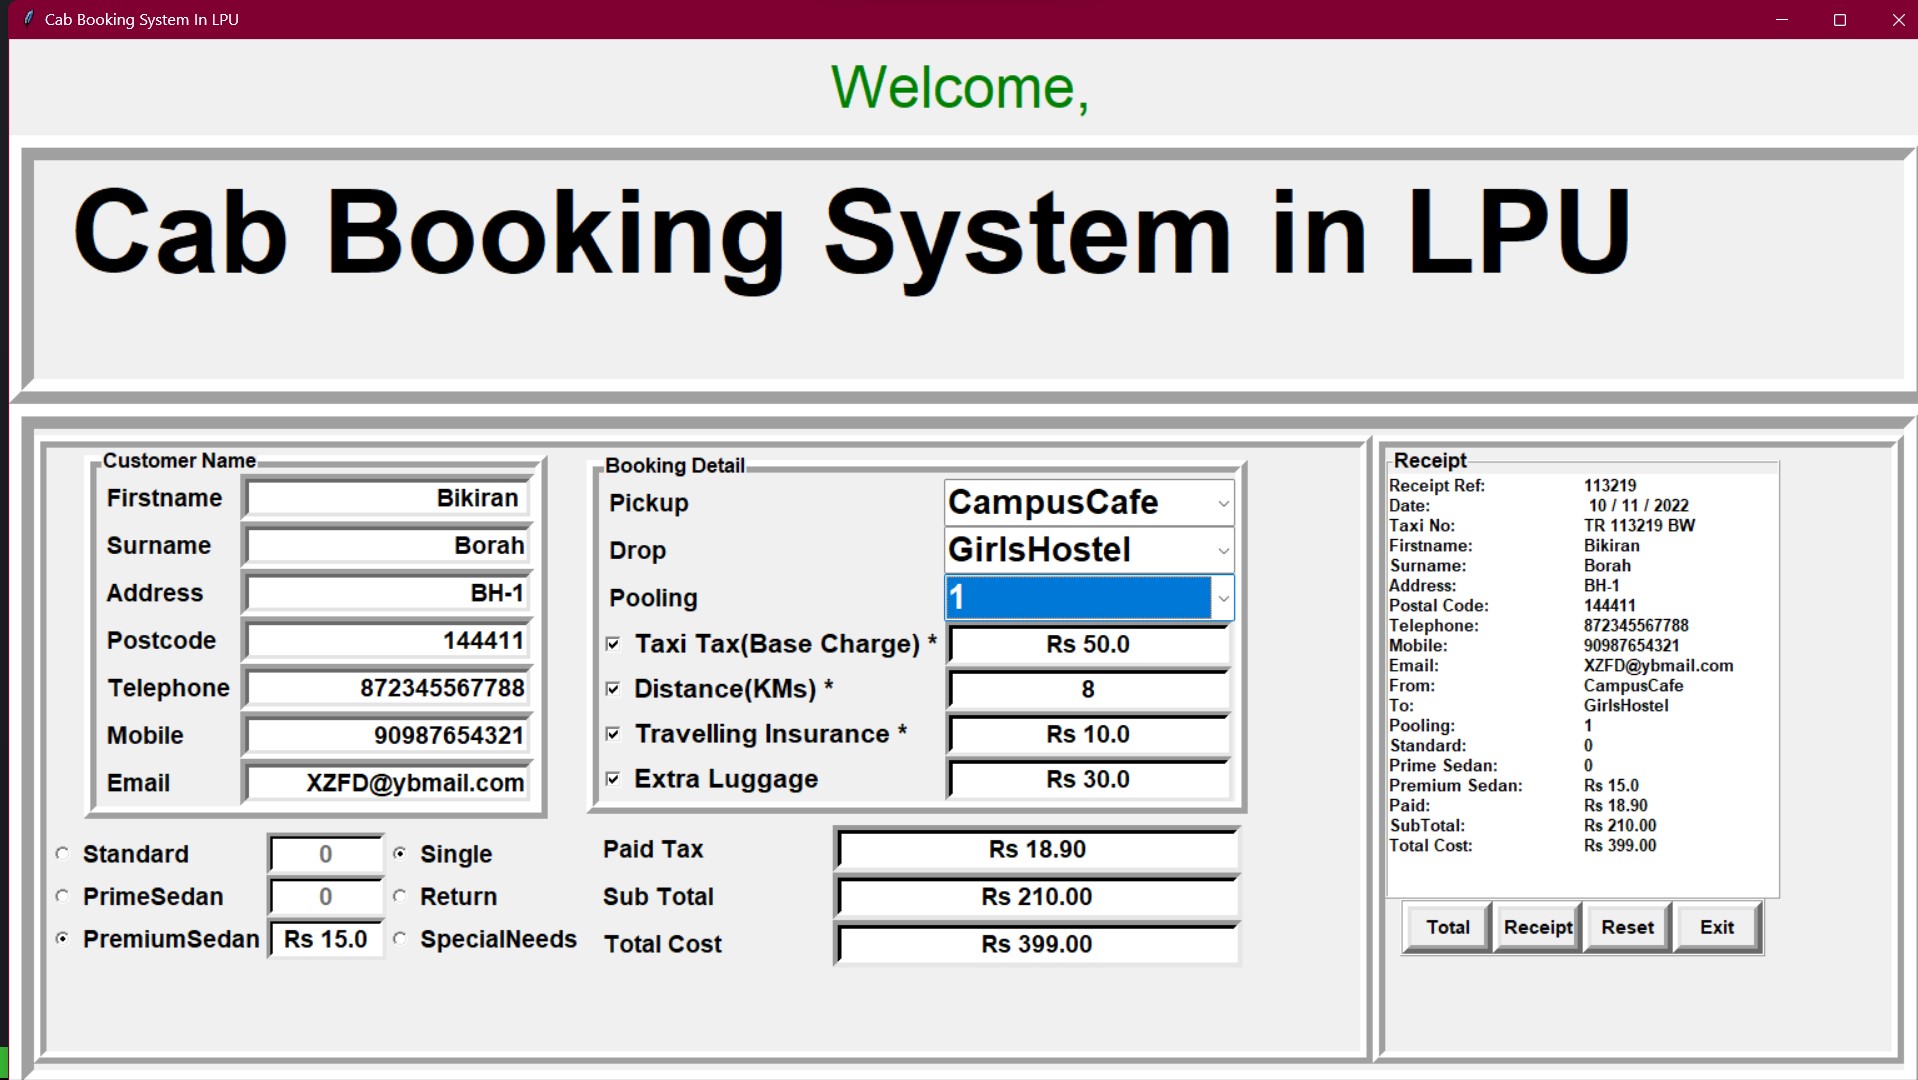 Cab Booking System In LPU
Welcome,
Cab Booking System in LPU
Customer Name
Firstname Bikiran
Surname Borah
Address BH-1
Postcode 144411
Telephone 872345567788
Mobile 90987654321
Email XZFD@ybmail.com
Booking Detail
Pickup CampusCafe
Drop GirlsHostel
Pooling 1
Taxi Tax(Base Charge) * Rs 50.0
Distance(KMs) * 8
Travelling Insurance * Rs 10.0
Extra Luggage Rs 30.0
Standard 0 Single
PrimeSedan 0 Return
PremiumSedan Rs 15.0 SpecialNeeds
Paid Tax Rs 18.90
Sub Total Rs 210.00
Total Cost Rs 399.00
Receipt
Receipt Ref: 113219
Date: 10 / 11 / 2022
Taxi No: TR 113219 BW
Firstname: Bikiran
Surname: Borah
Address: BH-1
Postal Code: 144411
Telephone: 872345567788
Mobile: 90987654321
Email: XZFD@ybmail.com
From: CampusCafe
To: GirlsHostel
Pooling: 1
Standard: 0
Prime Sedan: 0
Premium Sedan: Rs 15.0
Paid: Rs 18.90
SubTotal: Rs 210.00
Total Cost: Rs 399.00
Total Receipt Reset Exit